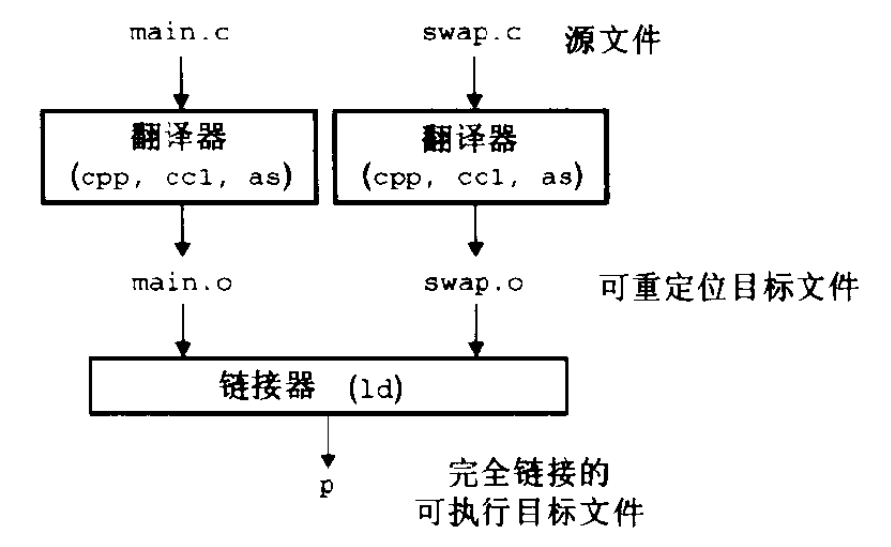 main.c
swap.c
源文件
翻译器
(cpp, cc1, as)
翻译器
(cpp, cc1, as)
main.o
swap.o
可重定位目标文件
链接器 (ld)
p
完全链接的
可执行目标文件